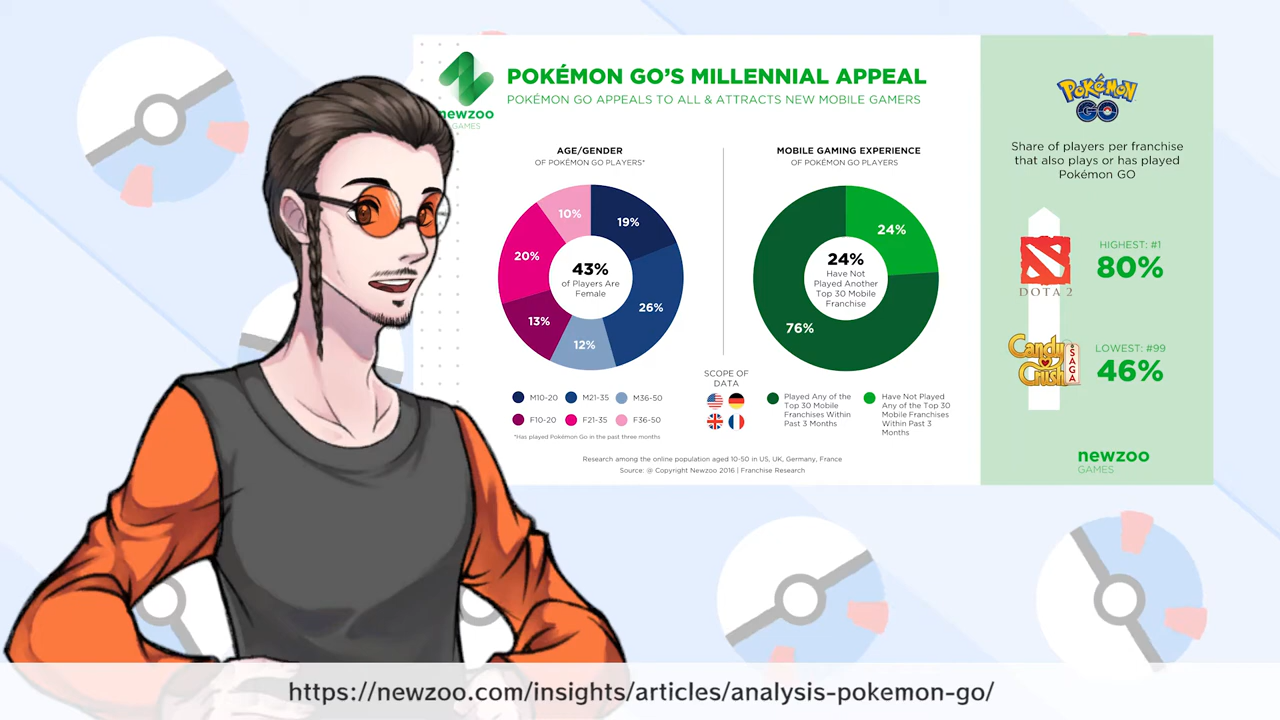 POKÉMON GO'S MILLENNIAL APPEAL
POKÉMON GO APPEALS TO ALL & ATTRACTS NEW MOBILE GAMERS
newzoo
GAMES
AGE/GENDER
OF POKÉMON GO PLAYERS*
10%
19%
20%
43%
of Players Are
Female
26%
13%
12%
M10-20
M21-35
M36-50
F10-20
F21-35
F36-50
*Has played Pokémon Go in the past three months
MOBILE GAMING EXPERIENCE
OF POKÉMON GO PLAYERS
24%
24%
Have Not
Played Another
Top 30 Mobile
Franchise
76%
SCOPE OF
DATA
Played Any of the
Top 30 Mobile
Franchises Within
Past 3 Months
Have Not Played
Any of the Top 30
Mobile Franchises
Within Past 3
Months
Research among the online population aged 10-50 in US, UK, Germany, France
Source: @ Copyright Newzoo 2016 | Franchise Research
POKéMON
GO
Share of players per franchise
that also plays or has played
Pokémon GO
DOTA 2
HIGHEST: #1
80%
Candy
Crush
SAGA
LOWEST: #99
46%
newzoo
GAMES
https://newzoo.com/insights/articles/analysis-pokemon-go/